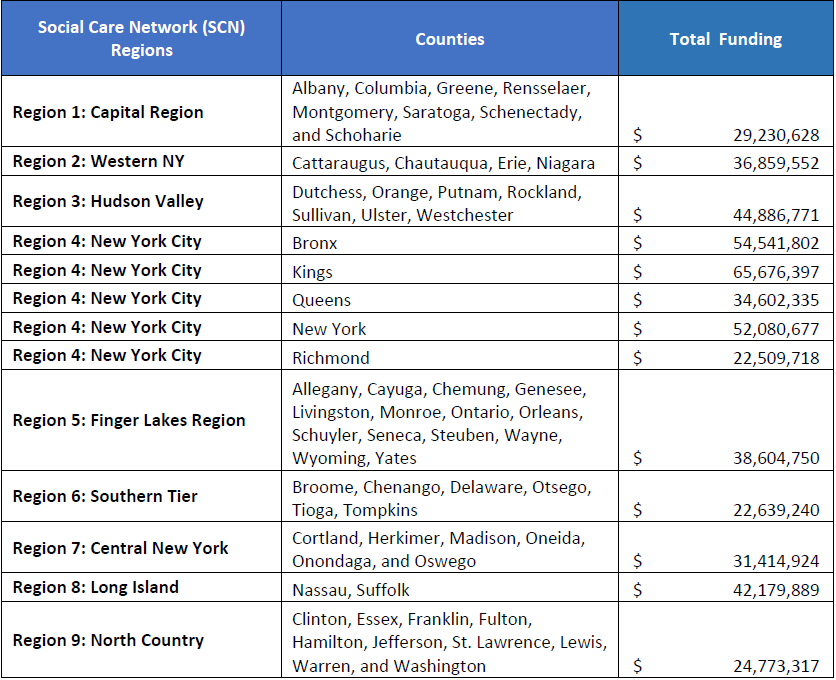 Social Care Network (SCN)
Regions
Counties
Total Funding
Region 1: Capital Region
Albany, Columbia, Greene, Rensselaer,
Montgomery, Saratoga, Schenectady,
and Schoharie
$ 29,230,628
Region 2: Western NY
Cattaraugus, Chautauqua, Erie, Niagara
$ 36,859,552
Region 3: Hudson Valley
Dutchess, Orange, Putnam, Rockland,
Sullivan, Ulster, Westchester
$ 44,886,771
Region 4: New York City
Bronx
$ 54,541,802
Region 4: New York City
Kings
$ 65,676,397
Region 4: New York City
Queens
$ 34,602,335
Region 4: New York City
New York
$ 52,080,677
Region 4: New York City
Richmond
$ 22,509,718
Region 5: Finger Lakes Region
Allegany, Cayuga, Chemung, Genesee,
Livingston, Monroe, Ontario, Orleans,
Schuyler, Seneca, Steuben, Wayne,
Wyoming, Yates
$ 38,604,750
Region 6: Southern Tier
Broome, Chenango, Delaware, Otsego,
Tioga, Tompkins
$ 22,639,240
Region 7: Central New York
Cortland, Herkimer, Madison, Oneida,
Onondaga, and Oswego
$ 31,414,924
Region 8: Long Island
Nassau, Suffolk
$ 42,179,889
Region 9: North Country
Clinton, Essex, Franklin, Fulton,
Hamilton, Jefferson, St. Lawrence, Lewis,
Warren, and Washington
$ 24,773,317